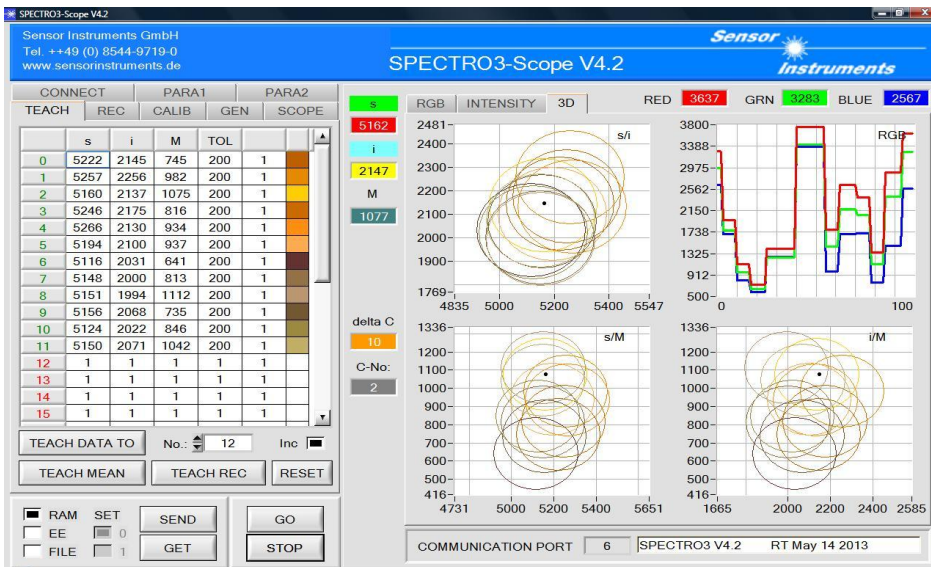 SPECTRO3-Scope V4.2
Sensor Instruments GmbH
Tel. ++49 (0) 8544-9719-0
www.sensorinstruments.de
SPECTRO3-Scope V4.2
Sensor
Instruments
CONNECT PARA1 PARA2
TEACH REC CALIB GEN SCOPE
s i M TOL
0 5222 2145 745 200 1
1 5257 2256 982 200 1
2 5160 2137 1075 200 1
3 5246 2175 816 200 1
4 5266 2130 934 200 1
5 5194 2100 937 200 1
6 5116 2031 641 200 1
7 5148 2000 813 200 1
8 5151 1994 1112 200 1
9 5156 2068 735 200 1
10 5124 2022 846 200 1
11 5150 2071 1042 200 1
12 1 1 1 1 1
13 1 1 1 1 1
14 1 1 1 1 1
15 1 1 1 1 1
TEACH DATA TO No.: 12 Inc
TEACH MEAN TEACH REC RESET
RAM SET SEND GO
EE 0
FILE 1 GET STOP
s
5162
i
2147
M
1077
delta C
10
C-No:
2
RGB INTENSITY 3D RED 3637 GRN 3283 BLUE 2567
s/i
2481
2400
2200
2100
2000
1900
1769
4835 5000 5200 5400 5547
RGB
3800
3388
2975
2562
2150
1738
1325
912
500
0 100
s/M
1336
1200
1100
1000
900
800
700
600
500
416
4731 5000 5200 5400 5651
i/M
1336
1200
1100
1000
900
800
700
600
500
416
1665 2000 2200 2400 2585
COMMUNICATION PORT 6 SPECTRO3 V4.2 RT May 14 2013